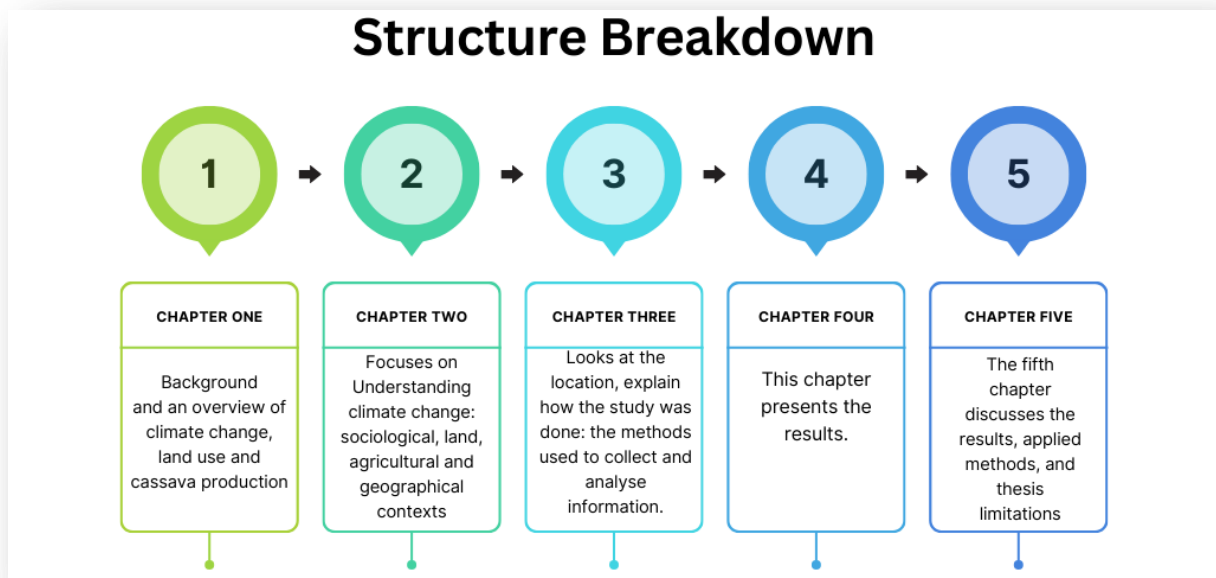 Structure Breakdown
1
2
3
4
5
CHAPTER ONE
Background
and an overview of
climate change,
land use and
cassava production
CHAPTER TWO
Focuses on
Understanding
climate change:
sociological, land,
agricultural and
geographical
contexts
CHAPTER THREE
Looks at the
location, explain
how the study was
done: the methods
used to collect and
analyse
information.
CHAPTER FOUR
This chapter
presents the
results.
CHAPTER FIVE
The fifth
chapter
discusses the
results, applied
methods, and
thesis
limitations